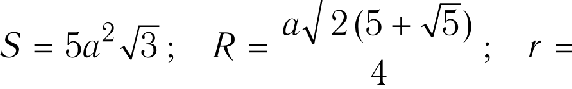 S = 5a²√3 ; R = a√2(5 + √5) / 4 ; r =